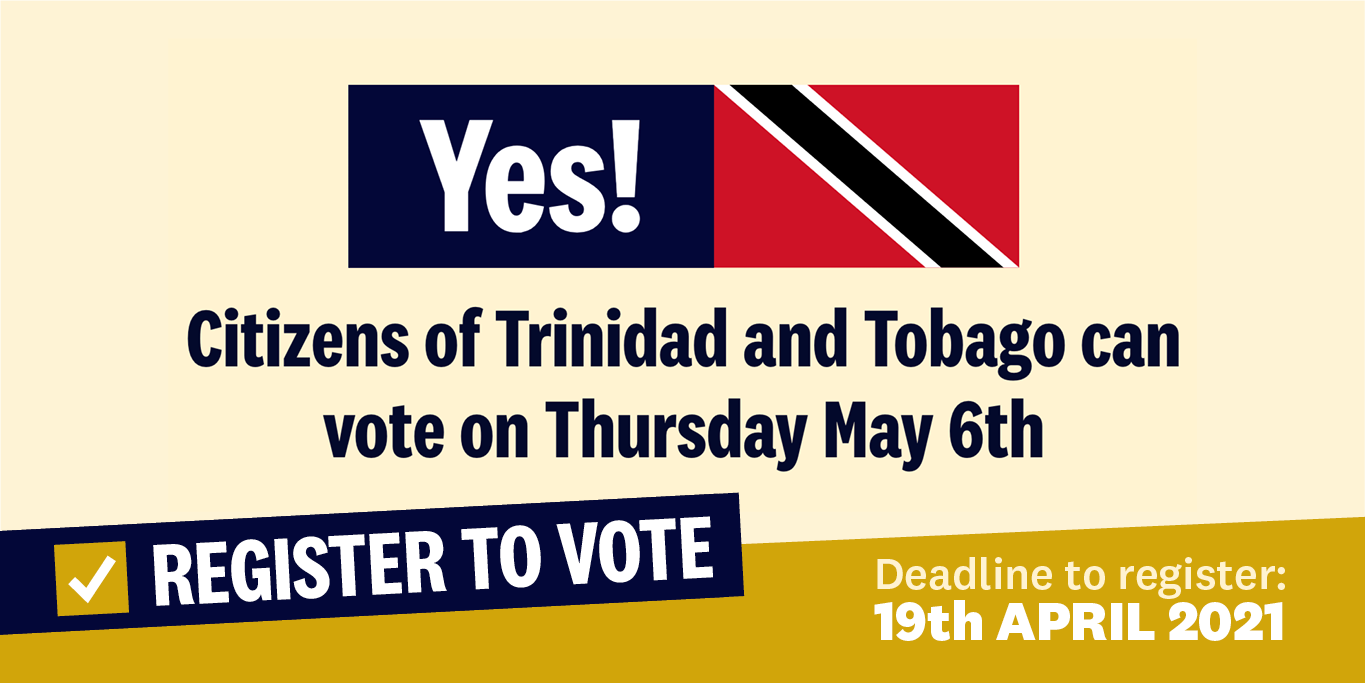 Yes!
Citizens of Trinidad and Tobago can
vote on Thursday May 6th
REGISTER TO VOTE
Deadline to register:
19th APRIL 2021